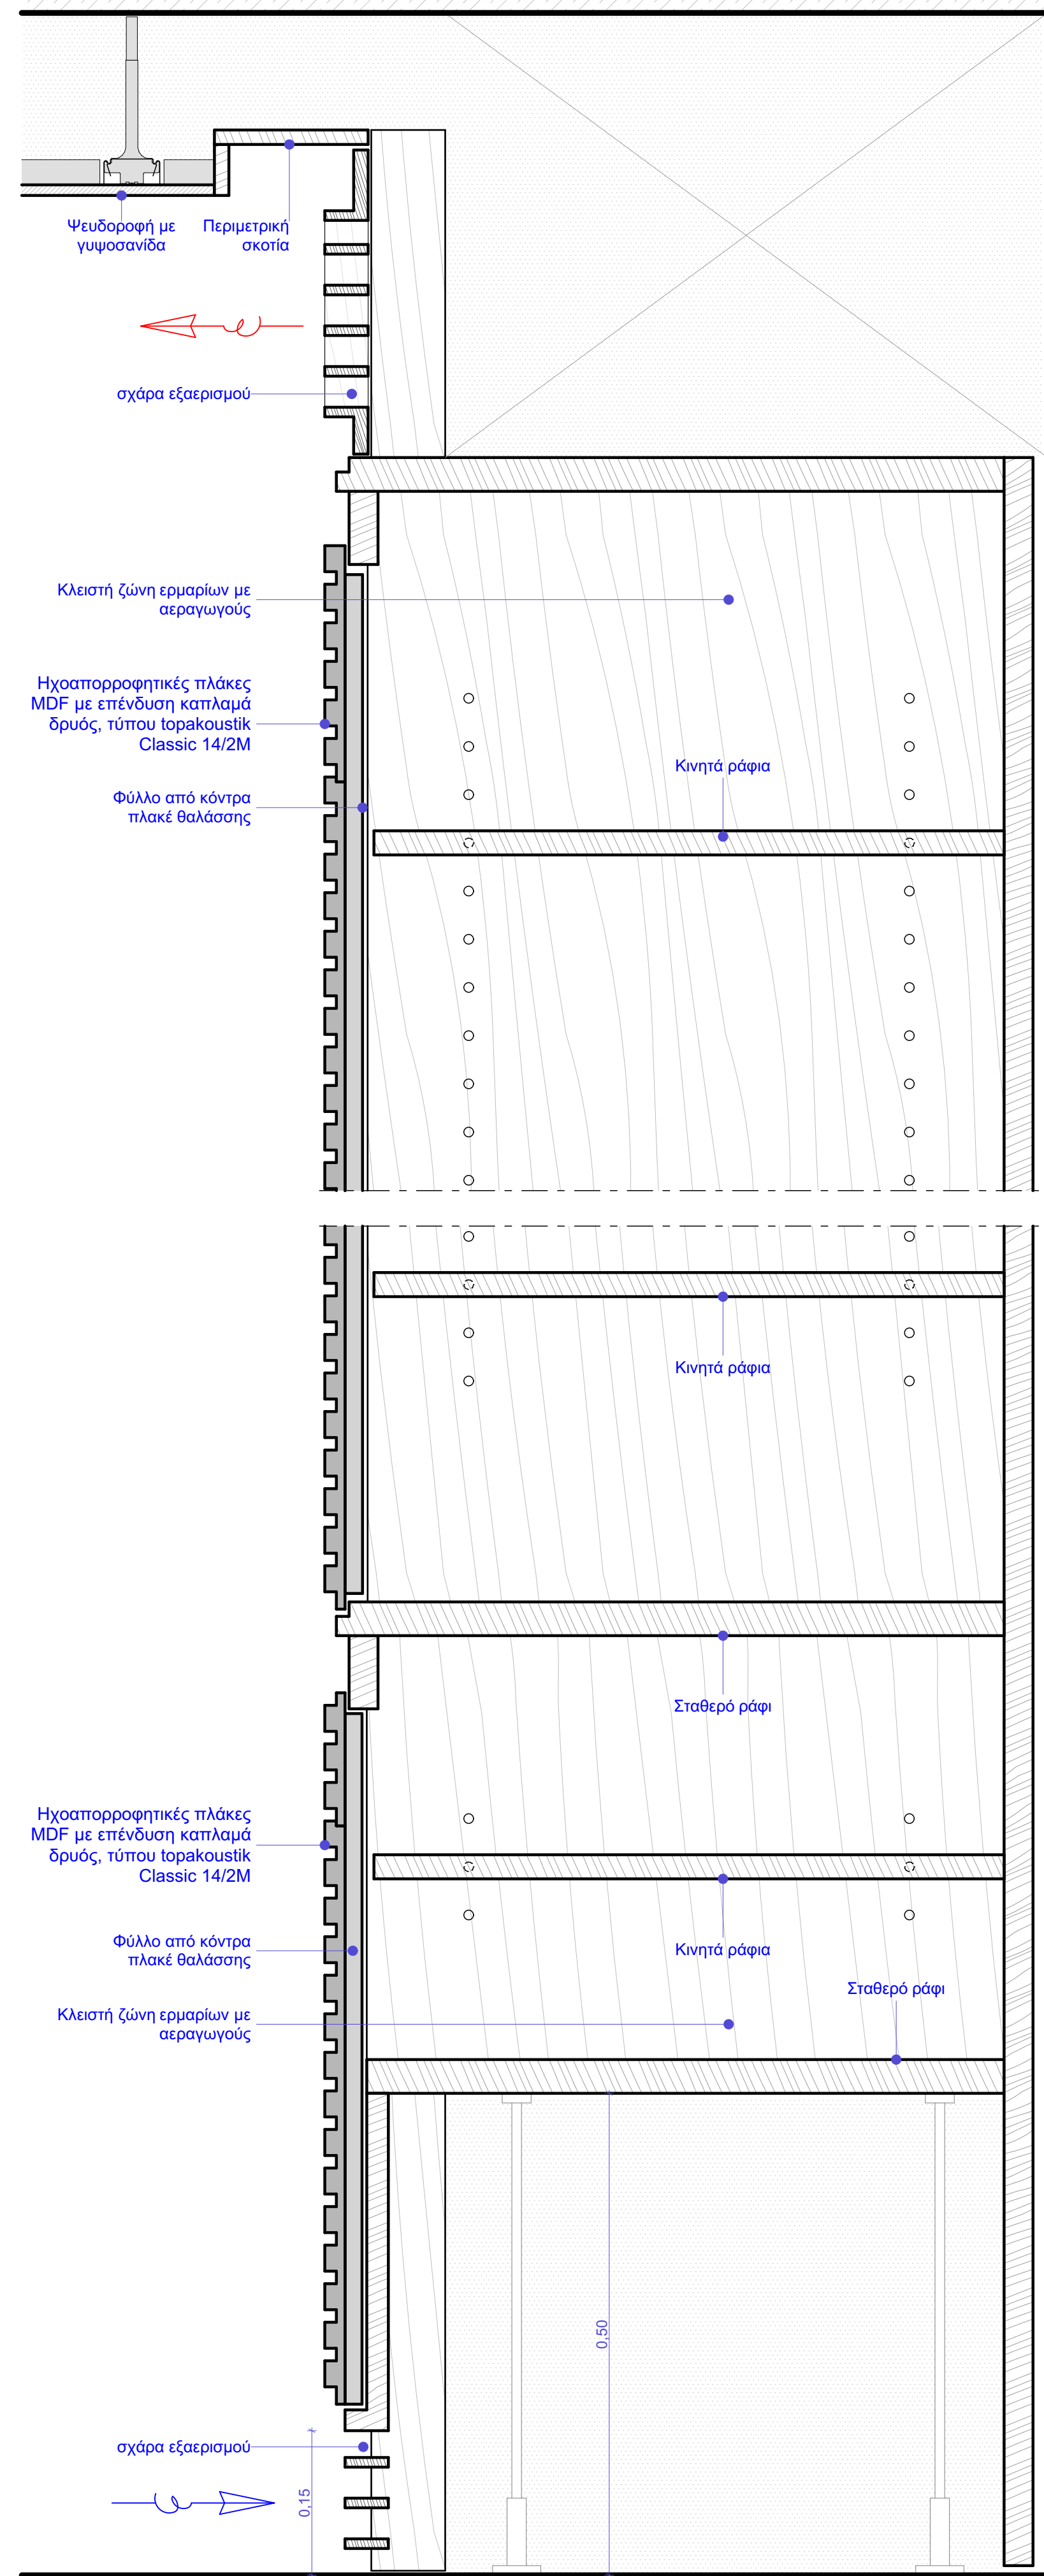 Ψευδοροφή με
γυψοσανίδα
Περιμετρική
σκοτία
σχάρα εξαερισμού
Κλειστή ζώνη ερμαρίων με
αεραγωγούς
Ηχοαπορροφητικές πλάκες
MDF με επένδυση καπλαμά
δρυός, τύπου topakoustik
Classic 14/2M
Κινητά ράφια
Φύλλο από κόντρα
πλακέ θαλάσσης
Κινητά ράφια
Σταθερό ράφι
Ηχοαπορροφητικές πλάκες
MDF με επένδυση καπλαμά
δρυός, τύπου topakoustik
Classic 14/2M
Φύλλο από κόντρα
πλακέ θαλάσσης
Κινητά ράφια
Σταθερό ράφι
Κλειστή ζώνη ερμαρίων με
αεραγωγούς
0,50
σχάρα εξαερισμού
0,15